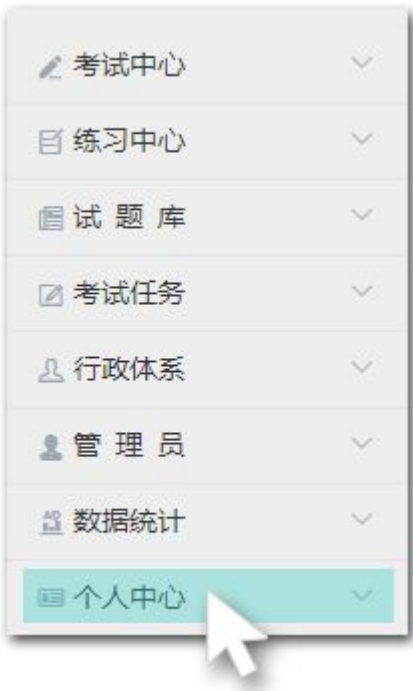 考试中心
练习中心
试 题 库
考试任务
行政体系
管 理 员
数据统计
个人中心